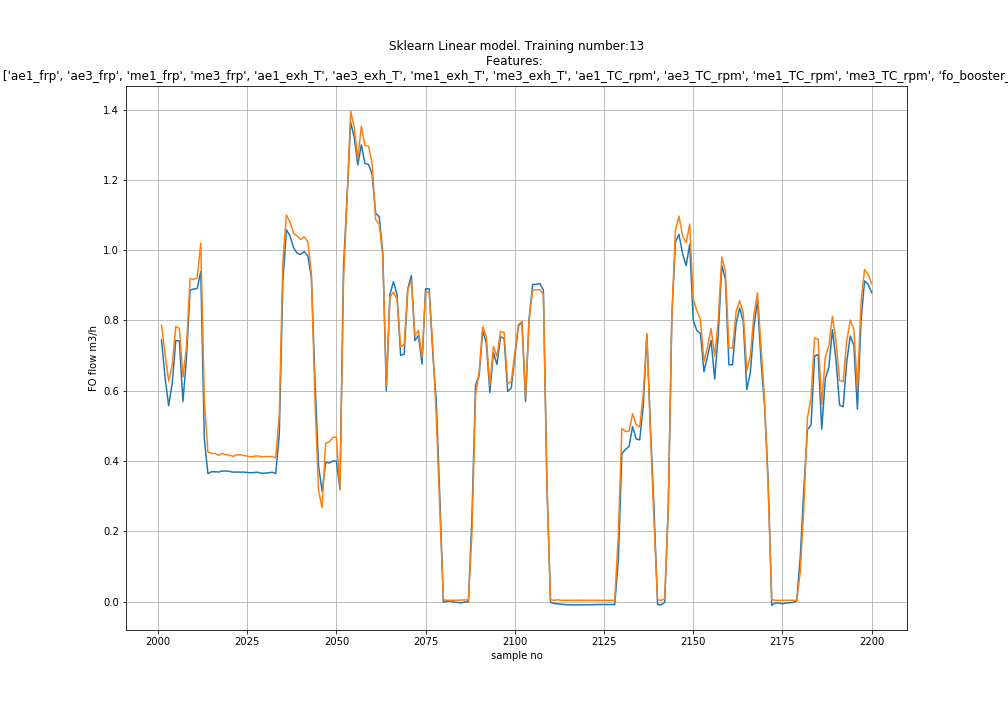 Sklearn Linear model. Training number:13
Features:
['ae1_frp', 'ae3_frp', 'me1_frp', 'me3_frp', 'ae1_exh_T', 'ae3_exh_T', 'me1_exh_T', 'me3_exh_T', 'ae1_TC_rpm', 'ae3_TC_rpm', 'me1_TC_rpm', 'me3_TC_rpm', 'fo_booster_
1.4
1.2
1.0
0.8
0.6
0.4
0.2
0.0
FO flow m3/h
2000 2025 2050 2075 2100 2125 2150 2175 2200
sample no